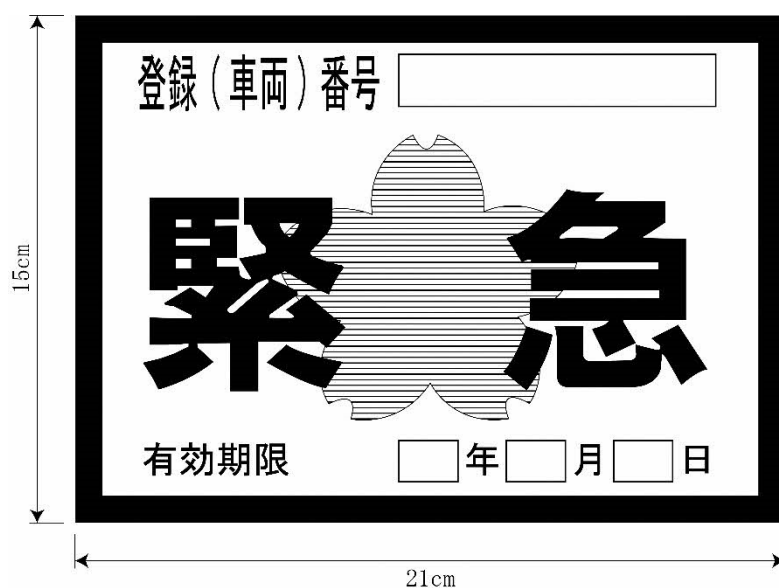 登録(車両)番号
緊急
有効期限 年 月 日
15cm
21cm